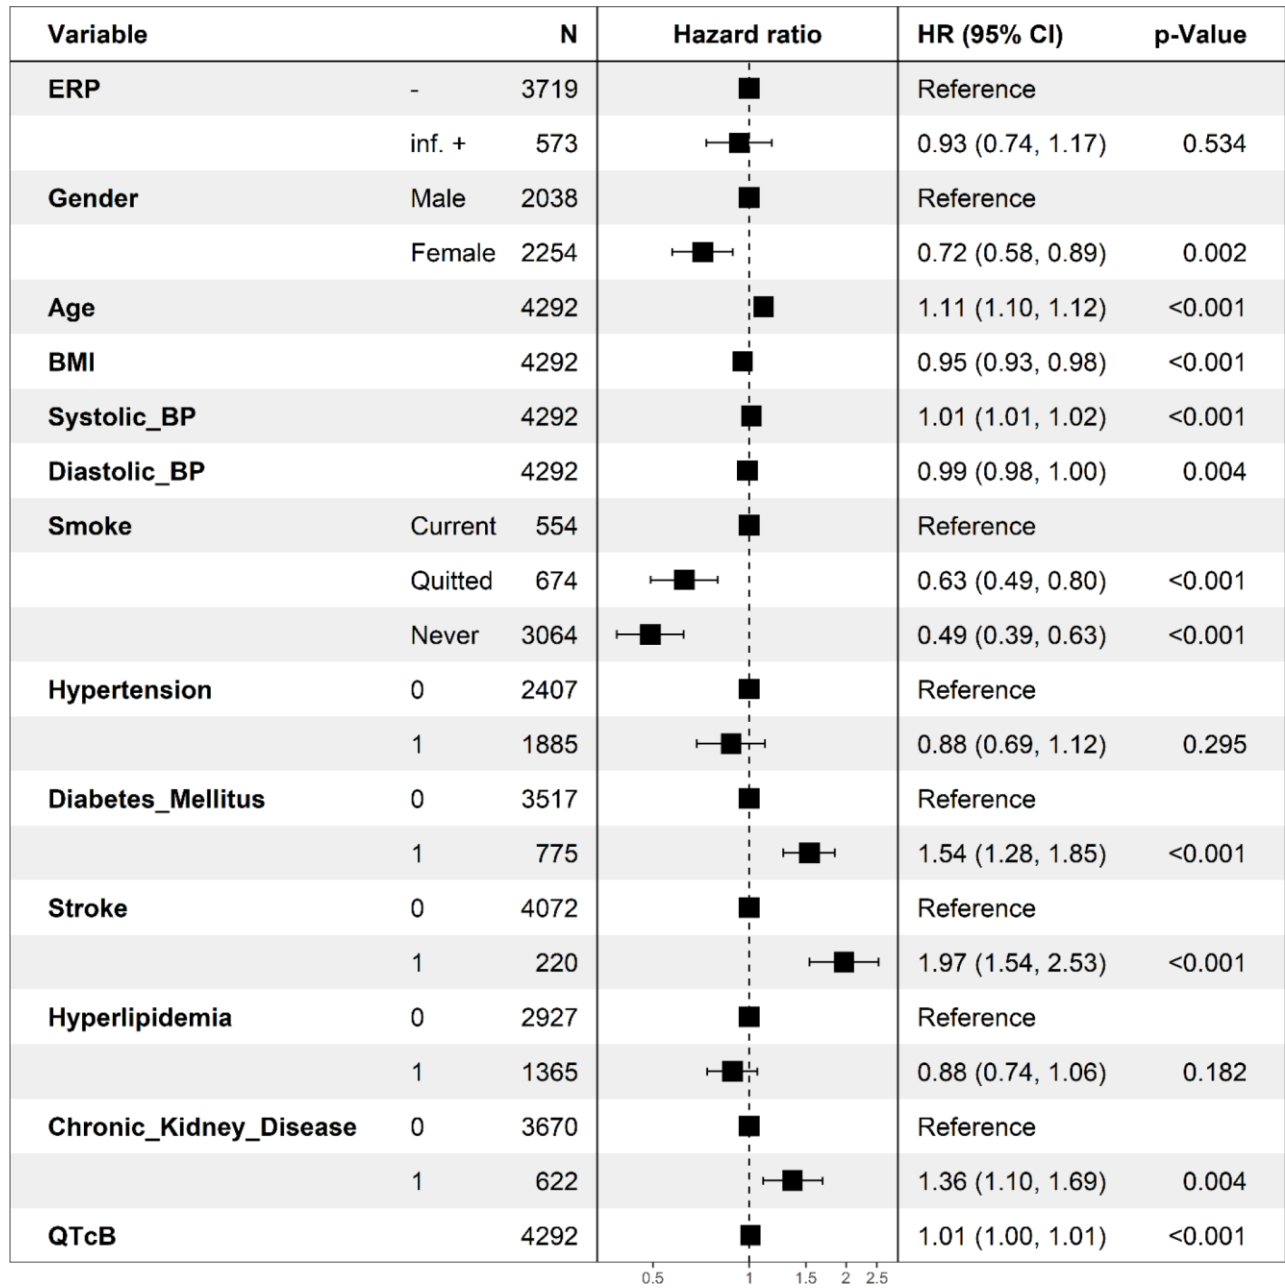 Variable N Hazard ratio HR (95% CI) p-Value
ERP - 3719 Reference
inf. + 573 0.93 (0.74, 1.17) 0.534
Gender Male 2038 Reference
Female 2254 0.72 (0.58, 0.89) 0.002
Age 4292 1.11 (1.10, 1.12) <0.001
BMI 4292 0.95 (0.93, 0.98) <0.001
Systolic_BP 4292 1.01 (1.01, 1.02) <0.001
Diastolic_BP 4292 0.99 (0.98, 1.00) 0.004
Smoke Current 554 Reference
Quitted 674 0.63 (0.49, 0.80) <0.001
Never 3064 0.49 (0.39, 0.63) <0.001
Hypertension 0 2407 Reference
1 1885 0.88 (0.69, 1.12) 0.295
Diabetes_Mellitus 0 3517 Reference
1 775 1.54 (1.28, 1.85) <0.001
Stroke 0 4072 Reference
1 220 1.97 (1.54, 2.53) <0.001
Hyperlipidemia 0 2927 Reference
1 1365 0.88 (0.74, 1.06) 0.182
Chronic_Kidney_Disease 0 3670 Reference
1 622 1.36 (1.10, 1.69) 0.004
QTcB 4292 1.01 (1.00, 1.01) <0.001
0.5 1 1.5 2 2.5